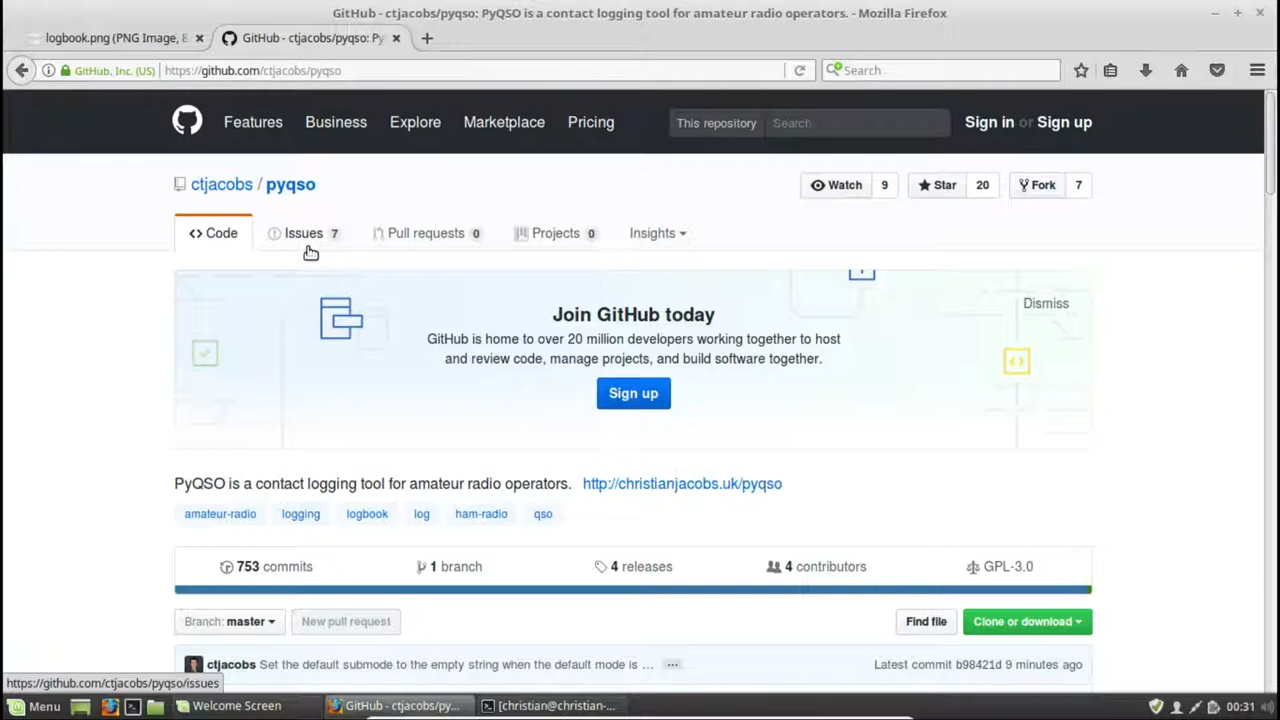 GitHub - ctjacobs/pyqso: PyQSO is a contact logging tool for amateur radio operators. - Mozilla Firefox
logbook.png (PNG Image, 8
GitHub - ctjacobs/pyqso: Py
GitHub, Inc. (US)
https://github.com/ctjacobs/pyqso
Search
Features Business Explore Marketplace Pricing
This repository Search
Sign in or Sign up
ctjacobs / pyqso
Watch 9
Star 20
Fork 7
Code
Issues 7
Pull requests 0
Projects 0
Insights
Join GitHub today
Dismiss
GitHub is home to over 20 million developers working together to host
and review code, manage projects, and build software together.
Sign up
PyQSO is a contact logging tool for amateur radio operators. http://christianjacobs.uk/pyqso
amateur-radio logging logbook log ham-radio qso
753 commits 1 branch 4 releases 4 contributors GPL-3.0
Branch: master New pull request Find file Clone or download
ctjacobs Set the default submode to the empty string when the default mode is … ... Latest commit b98421d 9 minutes ago
https://github.com/ctjacobs/pyqso/issues
Menu Welcome Screen GitHub - ctjacobs/py... [christian@christian-... 00:31